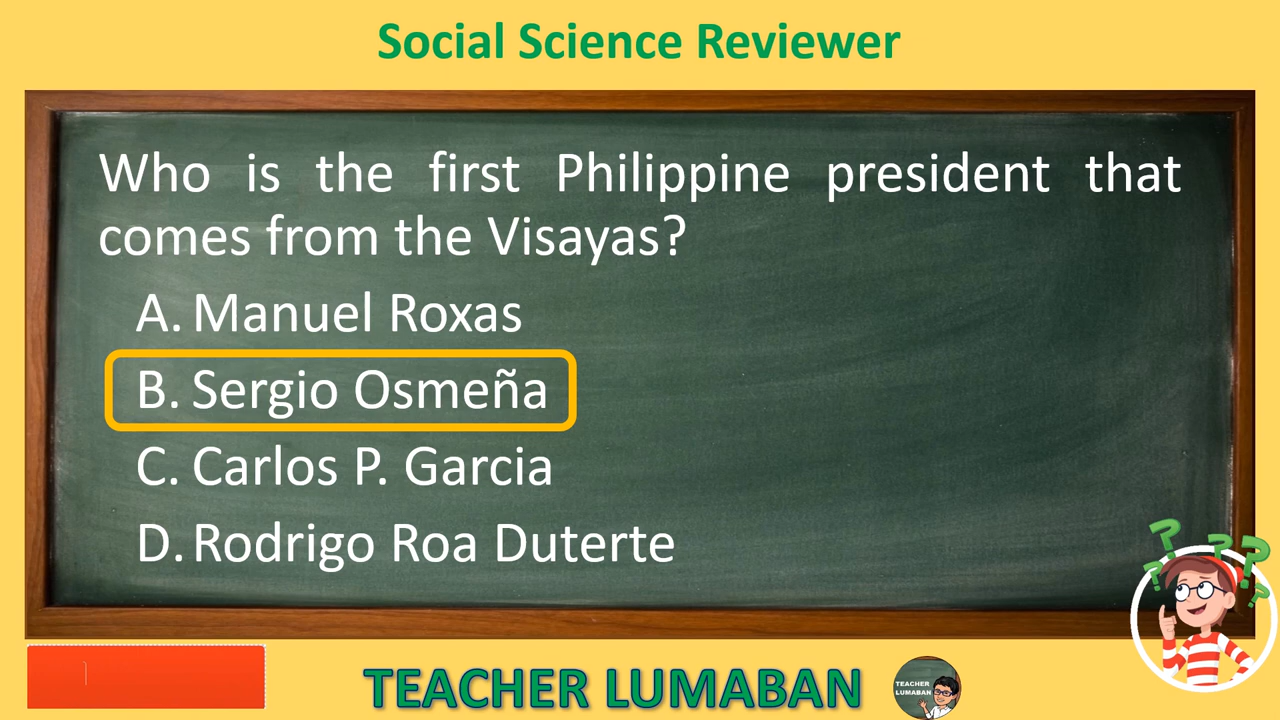 Social Science Reviewer
Who is the first Philippine president that
comes from the Visayas?
A. Manuel Roxas
B. Sergio Osmeña
C. Carlos P. Garcia
D. Rodrigo Roa Duterte
TEACHER LUMABAN
TEACHER
LUMABAN